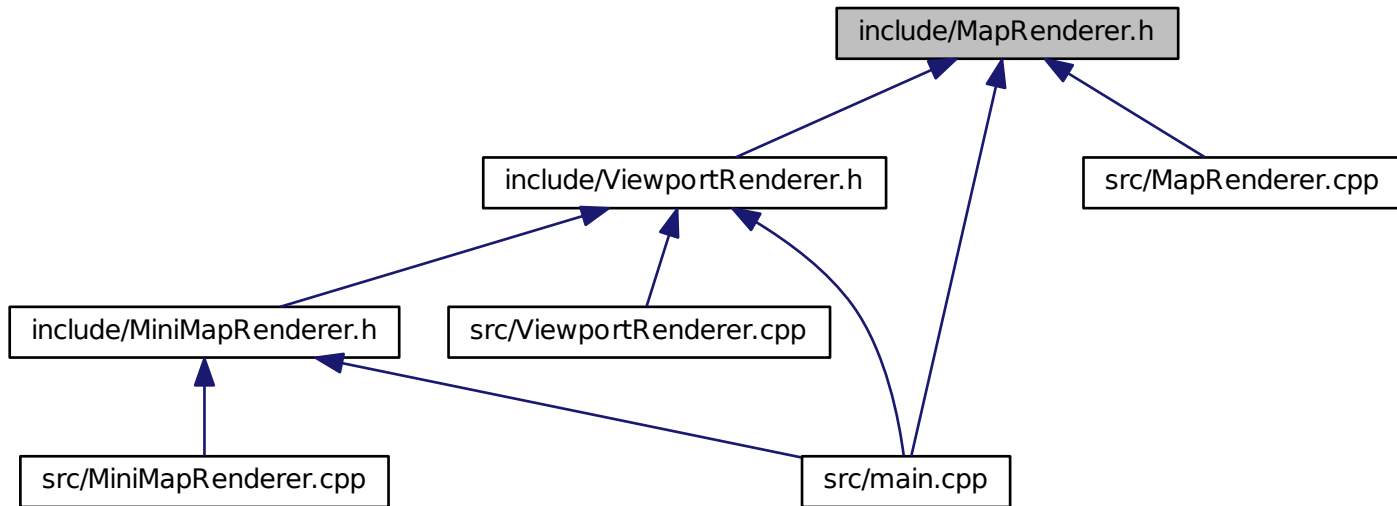 include/MapRenderer.h
include/ViewportRenderer.h
src/MapRenderer.cpp
include/MiniMapRenderer.h
src/ViewportRenderer.cpp
src/MiniMapRenderer.cpp
src/main.cpp